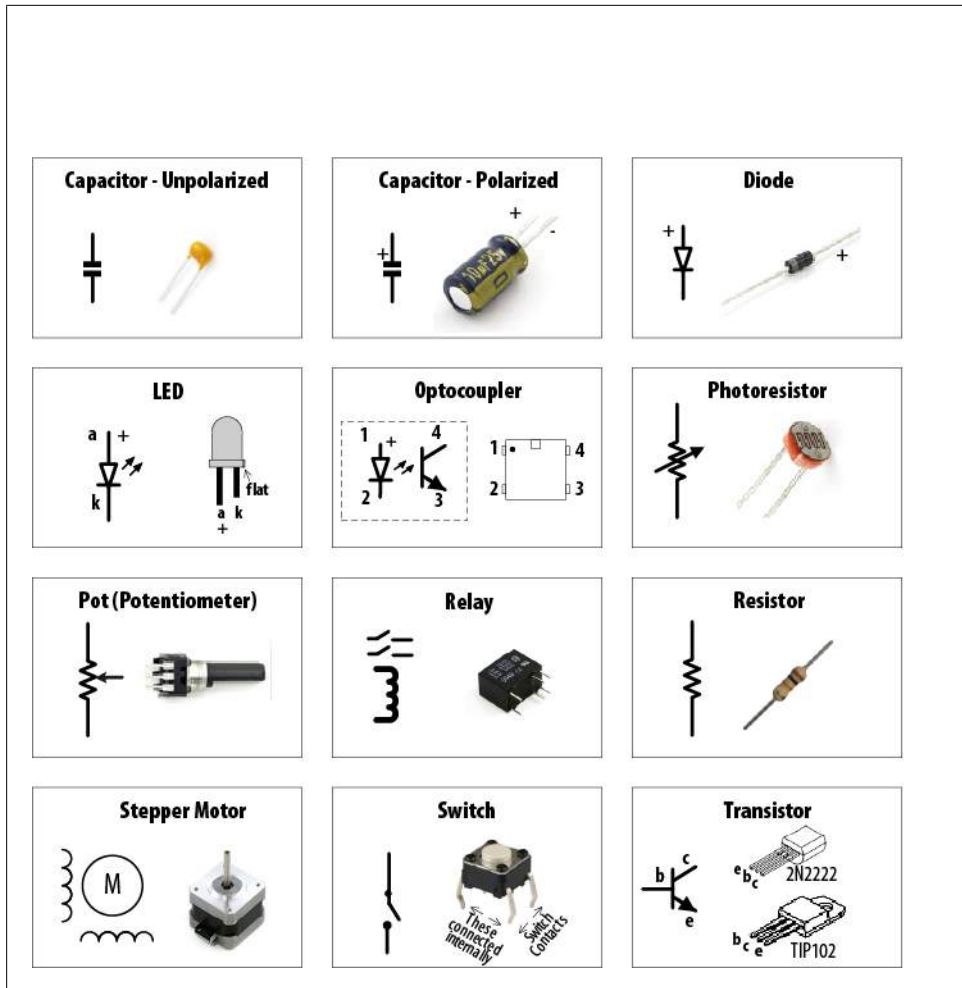 Capacitor - Unpolarized
Capacitor - Polarized
+
+
-
10µF25v
Diode
+
+
LED
a
+
k
flat
a
k
+
Optocoupler
1
+
4
2
3
1
4
2
3
Photoresistor
Pot (Potentiometer)
Relay
Resistor
Stepper Motor
M
Switch
These
connected
internally
Switch
Contacts
Transistor
b
c
e
e b c
2N2222
b c e
TIP102